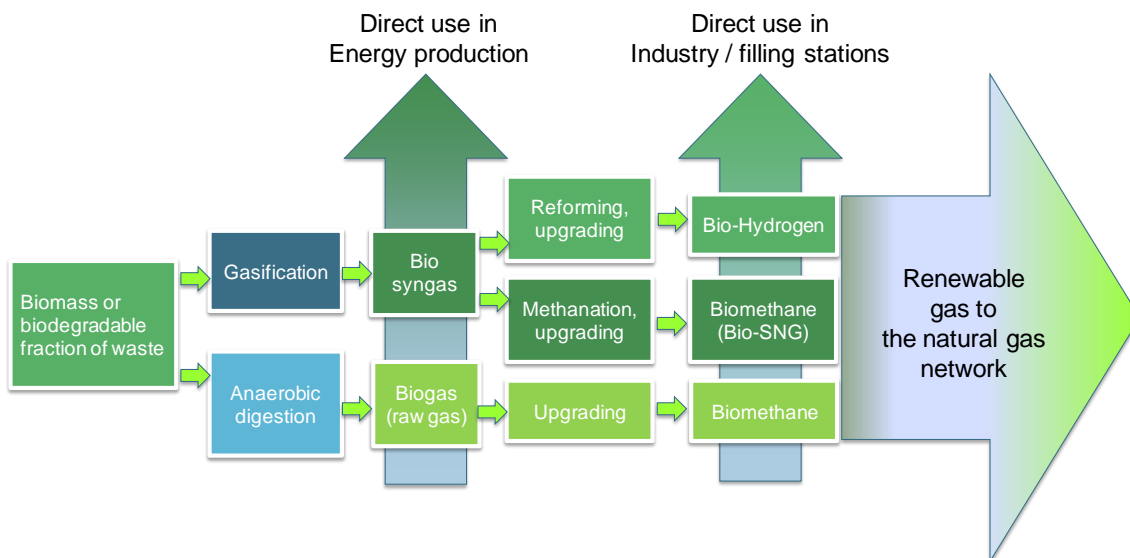 Direct use in
Energy production
Direct use in
Industry / filling stations
Reforming,
upgrading
Bio-Hydrogen
Gasification
Bio
syngas
Biomass or
biodegradable
fraction of waste
Methanation,
upgrading
Biomethane
(Bio-SNG)
Renewable
gas to
the natural gas
network
Anaerobic
digestion
Biogas
(raw gas)
Upgrading
Biomethane